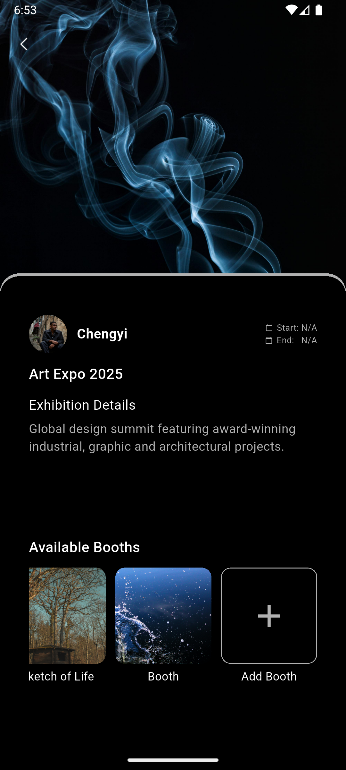 6:53
Chengyi
Start: N/A
End: N/A
Art Expo 2025
Exhibition Details
Global design summit featuring award-winning
industrial, graphic and architectural projects.
Available Booths
ketch of Life
Booth
Add Booth